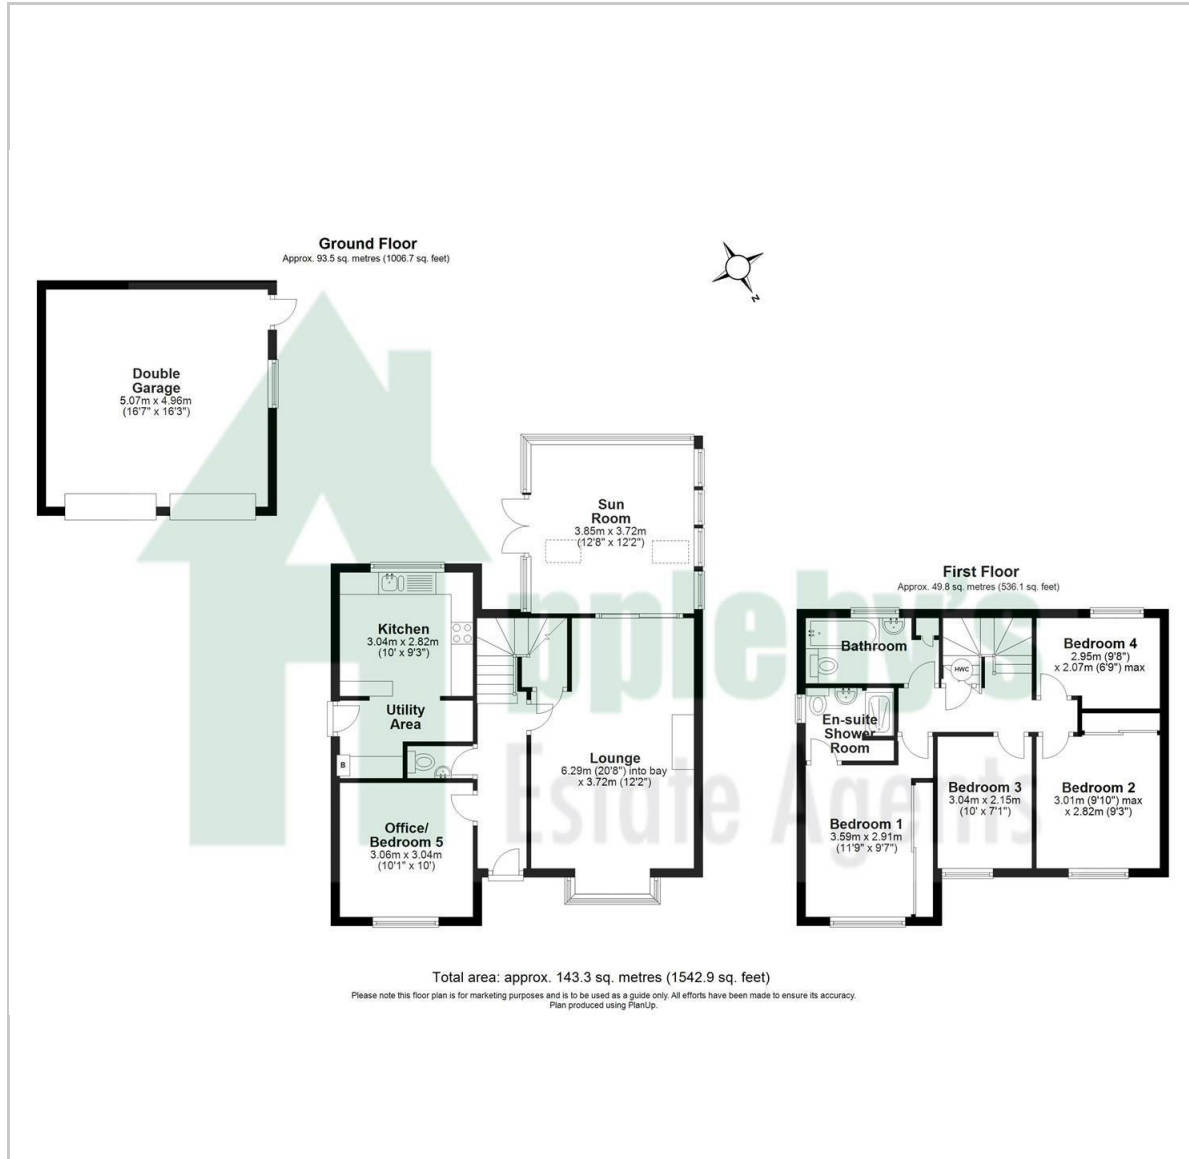 Ground Floor
Approx. 93.5 sq. metres (1006.7 sq. feet)
Double
Garage
5.07m x 4.96m
(16'7" x 16'3")
Sun
Room
3.85m x 3.72m
(12'8" x 12'2")
Kitchen
3.04m x 2.82m
(10' x 9'3")
Utility
Area
B
Lounge
6.29m (20'8") into bay
x 3.72m (12'2")
Office/
Bedroom 5
3.06m x 3.04m
(10'1" x 10')
N
First Floor
Approx. 49.8 sq. metres (536.1 sq. feet)
Bathroom
HWC
Bedroom 4
2.95m (9'8")
x 2.07m (6'9") max
En-suite
Shower
Room
Bedroom 1
3.59m x 2.91m
(11'9" x 9'7")
Bedroom 3
3.04m x 2.15m
(10' x 7'1")
Bedroom 2
3.01m (9'10") max
x 2.82m (9'3")
ppleby's
Estate Agents
Total area: approx. 143.3 sq. metres (1542.9 sq. feet)
Please note this floor plan is for marketing purposes and is to be used as a guide only. All efforts have been made to ensure its accuracy.
Plan produced using PlanUp.